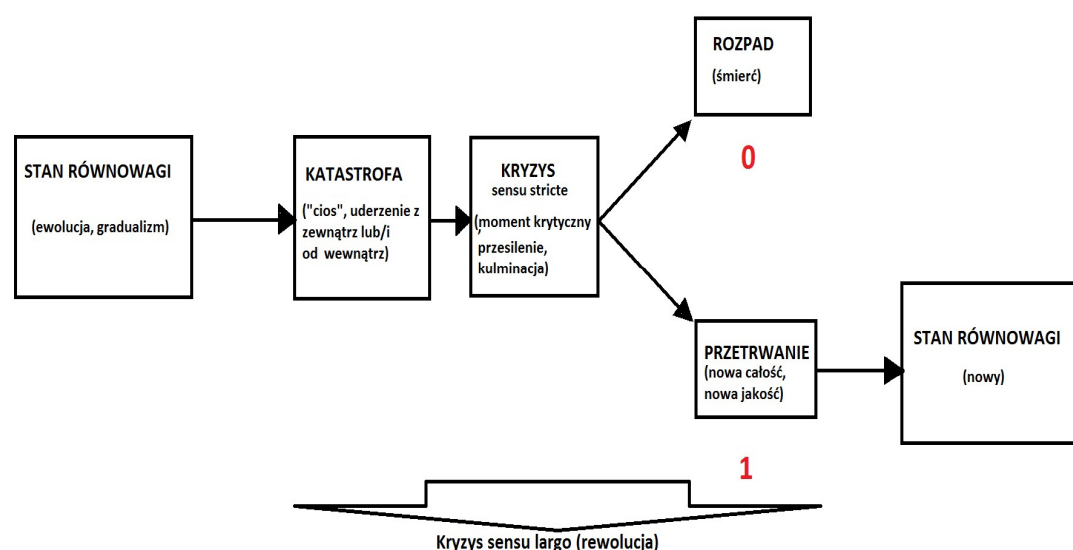 STAN RÓWNOWAGI
(ewolucja, gradualizm)
KATASTROFA
("cios", uderzenie z
zewnątrz lub/i
od wewnątrz)
KRYZYS
sensu stricte
(moment krytyczny
, przesilenie,
kulminacja)
ROZPAD
(śmierć)
0
PRZETRWANIE
(nowa całość,
nowa jakość)
1
STAN RÓWNOWAGI
(nowy)
Kryzys sensu largo (rewolucja)